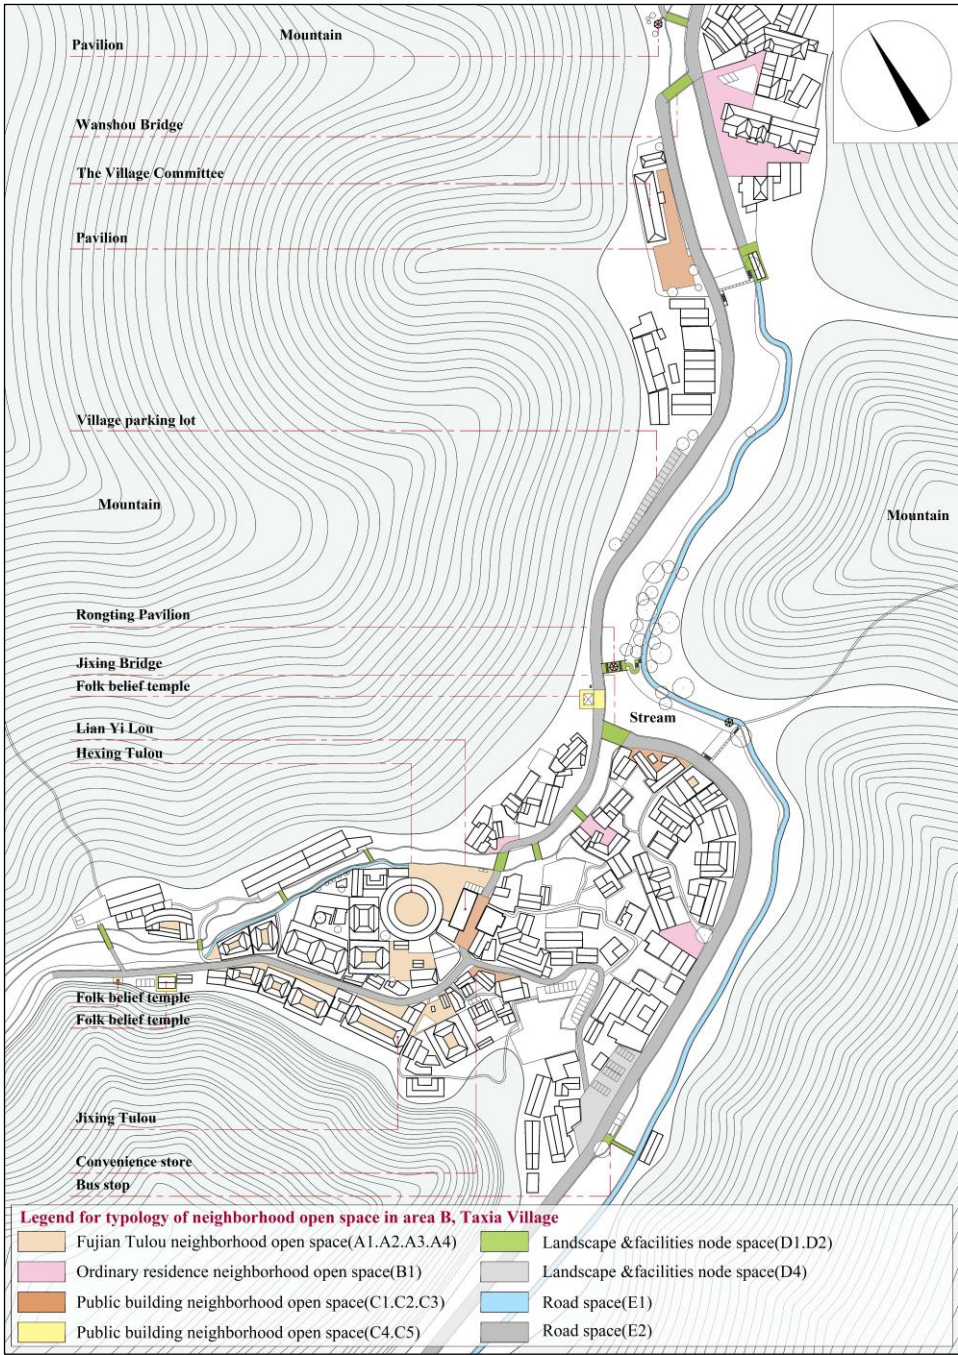 Mountain
Pavilion
Wanshou Bridge
The Village Committee
Pavilion
Village parking lot
Mountain
Mountain
Rongting Pavilion
Jixing Bridge
Folk belief temple
Stream
Lian Yi Lou
Hexing Tulou
Folk belief temple
Folk belief temple
Jixing Tulou
Convenience store
Bus stop
Legend for typology of neighborhood open space in area B, Taxia Village
Fujian Tulou neighborhood open space(A1.A2.A3.A4)
Ordinary residence neighborhood open space(B1)
Public building neighborhood open space(C1.C2.C3)
Public building neighborhood open space(C4.C5)
Landscape &facilities node space(D1.D2)
Landscape &facilities node space(D4)
Road space(E1)
Road space(E2)